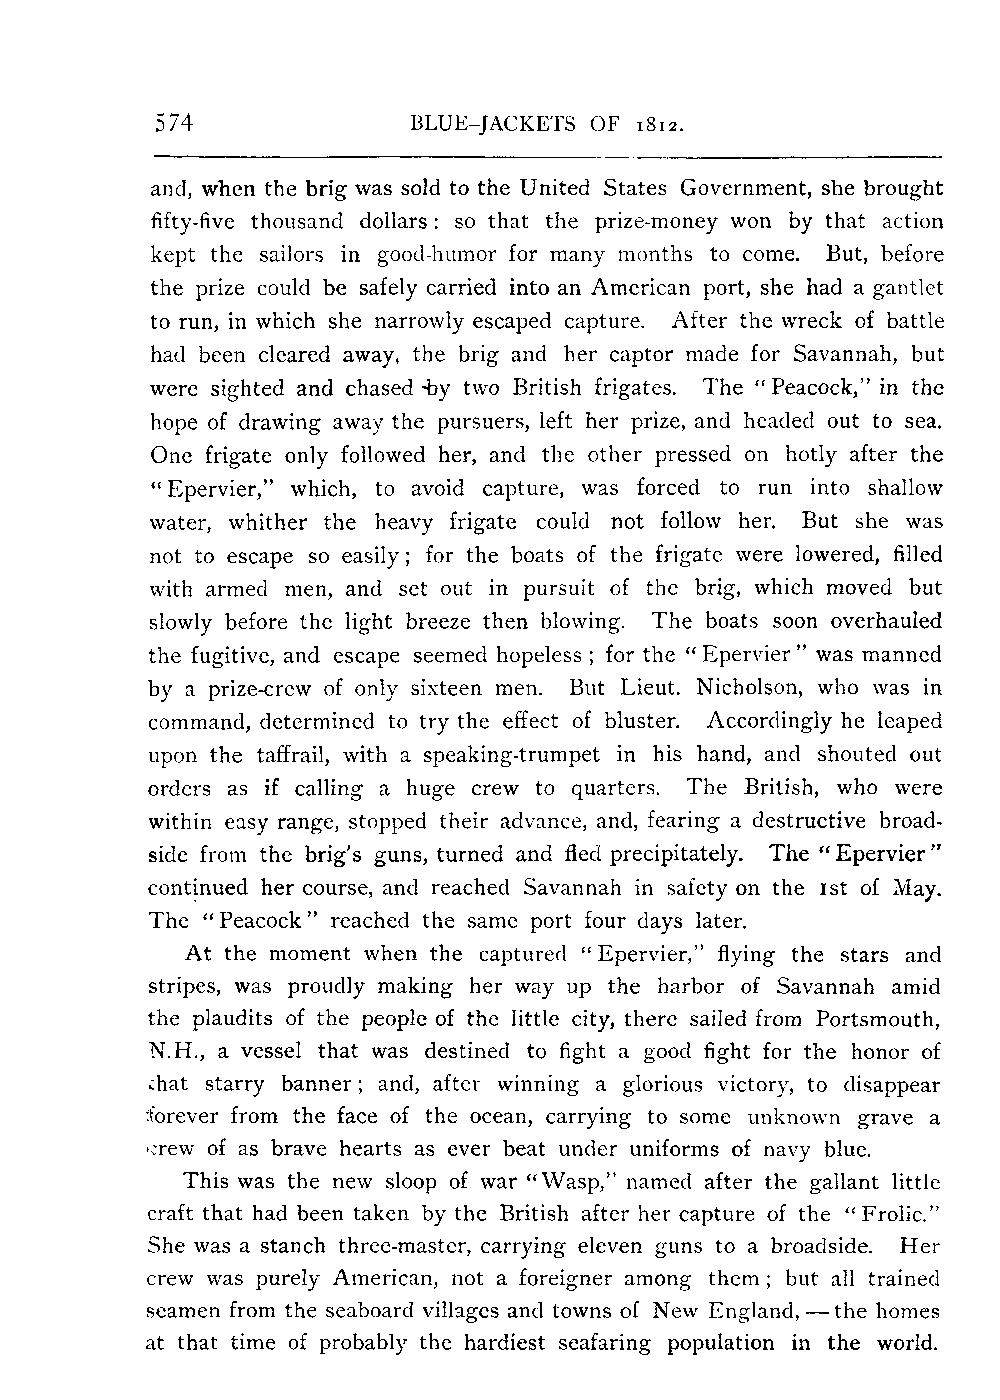 574 BLUE-JACKETS OF 1812.
and, when the brig was sold to the United States Government, she brought
fifty-five thousand dollars: so that the prize-money won by that action
kept the sailors in good-humor for many months to come. But, before
the prize could be safely carried into an American port, she had a gantlet
to run, in which she narrowly escaped capture. After the wreck of battle
had been cleared away, the brig and her captor made for Savannah, but
were sighted and chased by two British frigates. The "Peacock," in the
hope of drawing away the pursuers, left her prize, and headed out to sea.
One frigate only followed her, and the other pressed on hotly after the
"Epervier," which, to avoid capture, was forced to run into shallow
water, whither the heavy frigate could not follow her. But she was
not to escape so easily; for the boats of the frigate were lowered, filled
with armed men, and set out in pursuit of the brig, which moved but
slowly before the light breeze then blowing. The boats soon overhauled
the fugitive, and escape seemed hopeless; for the "Epervier" was manned
by a prize-crew of only sixteen men. But Lieut. Nicholson, who was in
command, determined to try the effect of bluster. Accordingly he leaped
upon the taffrail, with a speaking-trumpet in his hand, and shouted out
orders as if calling a huge crew to quarters. The British, who were
within easy range, stopped their advance, and, fearing a destructive broad-
side from the brig's guns, turned and fled precipitately. The "Epervier"
continued her course, and reached Savannah in safety on the 1st of May.
The "Peacock" reached the same port four days later.
At the moment when the captured "Epervier," flying the stars and
stripes, was proudly making her way up the harbor of Savannah amid
the plaudits of the people of the little city, there sailed from Portsmouth,
N.H., a vessel that was destined to fight a good fight for the honor of
that starry banner; and, after winning a glorious victory, to disappear
forever from the face of the ocean, carrying to some unknown grave a
crew of as brave hearts as ever beat under uniforms of navy blue.
This was the new sloop of war "Wasp," named after the gallant little
craft that had been taken by the British after her capture of the "Frolic."
She was a stanch three-master, carrying eleven guns to a broadside. Her
crew was purely American, not a foreigner among them; but all trained
seamen from the seaboard villages and towns of New England,—the homes
at that time of probably the hardiest seafaring population in the world.